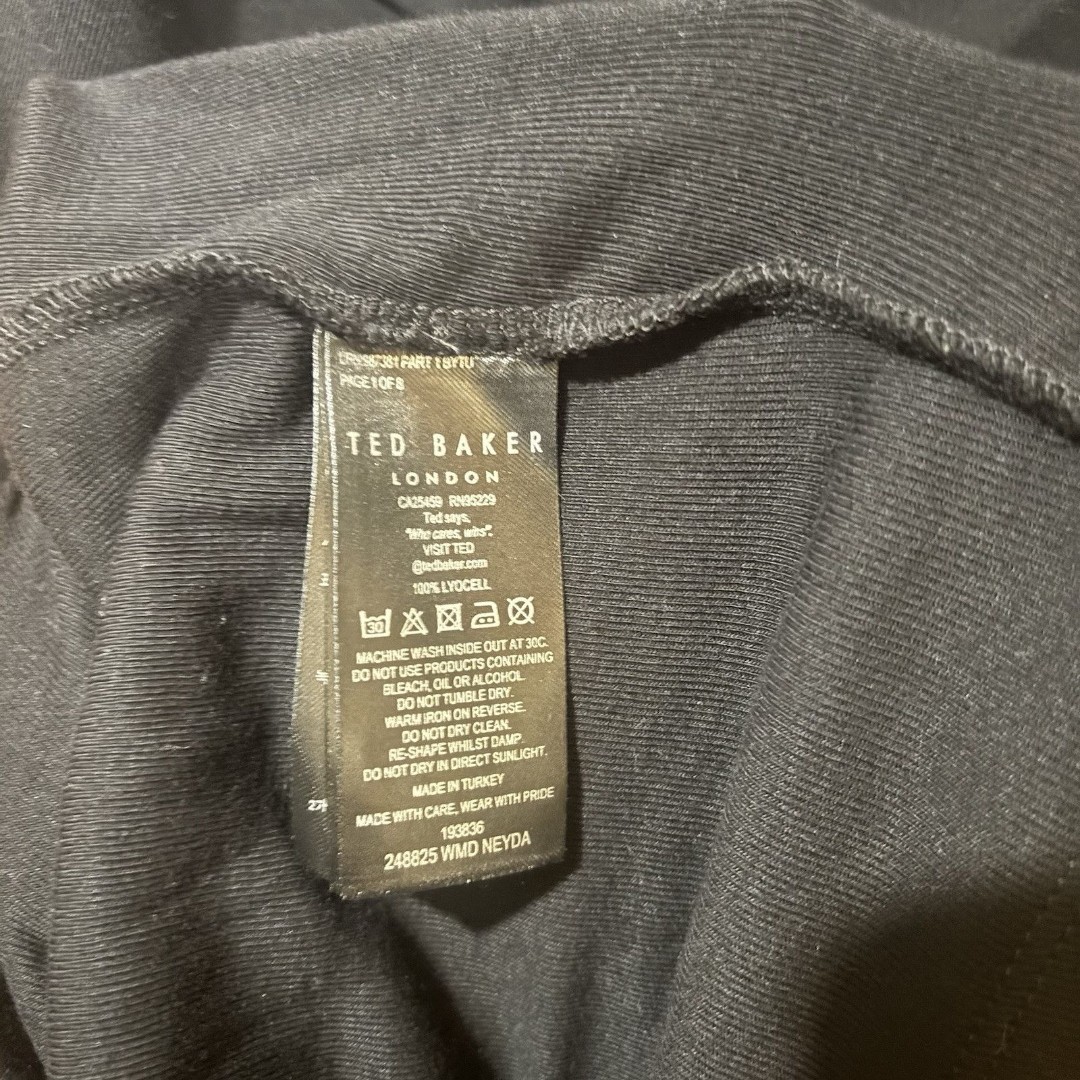 PART 1 BYTU
PAGE 1 OF 8
TED BAKER
LONDON
CA25459 RN95229
Ted says,
"Who cares, wins".
VISIT TED
@tedbaker.com
100% LYOCELL
30
MACHINE WASH INSIDE OUT AT 30C.
DO NOT USE PRODUCTS CONTAINING
BLEACH, OIL OR ALCOHOL.
DO NOT TUMBLE DRY.
WARM IRON ON REVERSE.
DO NOT DRY CLEAN.
RE-SHAPE WHILST DAMP.
DO NOT DRY IN DIRECT SUNLIGHT.
MADE IN TURKEY
MADE WITH CARE, WEAR WITH PRIDE
193836
248825 WMD NEYDA